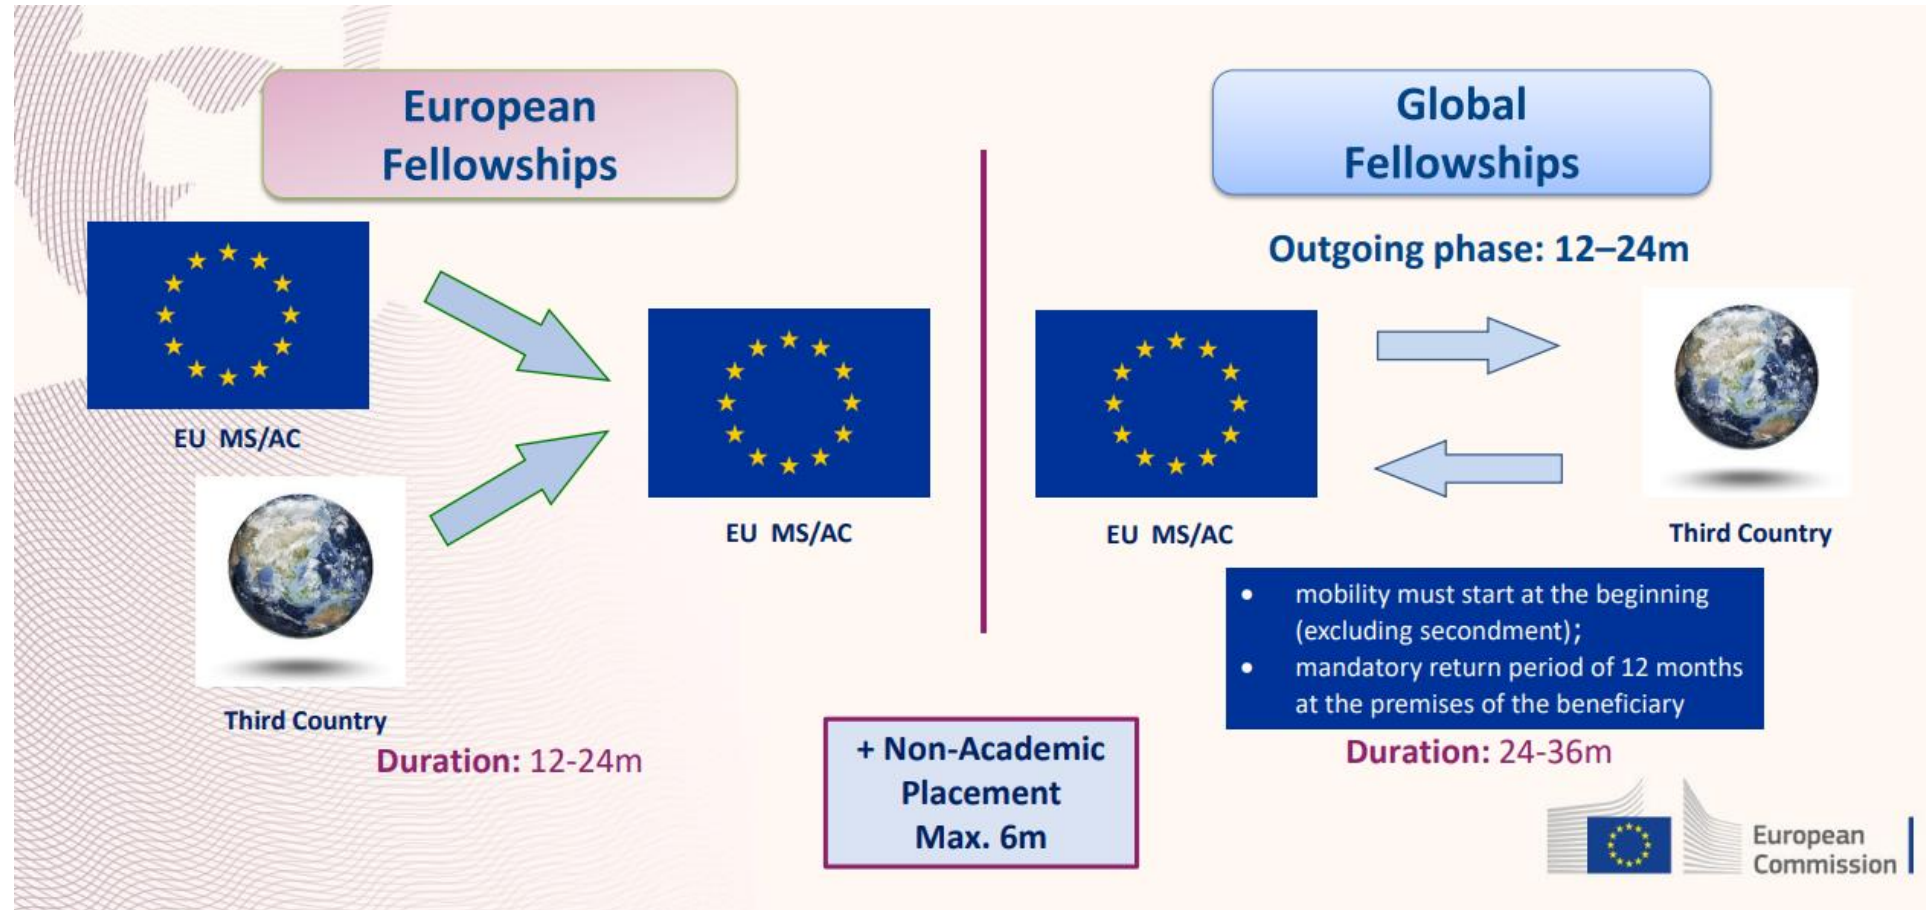 European
Fellowships
EU MS/AC
Third Country
EU MS/AC
Duration: 12-24m
+ Non-Academic
Placement
Max. 6m
Global
Fellowships
Outgoing phase: 12–24m
EU MS/AC
Third Country
• mobility must start at the beginning
(excluding secondment);
• mandatory return period of 12 months
at the premises of the beneficiary
Duration: 24-36m
European
Commission